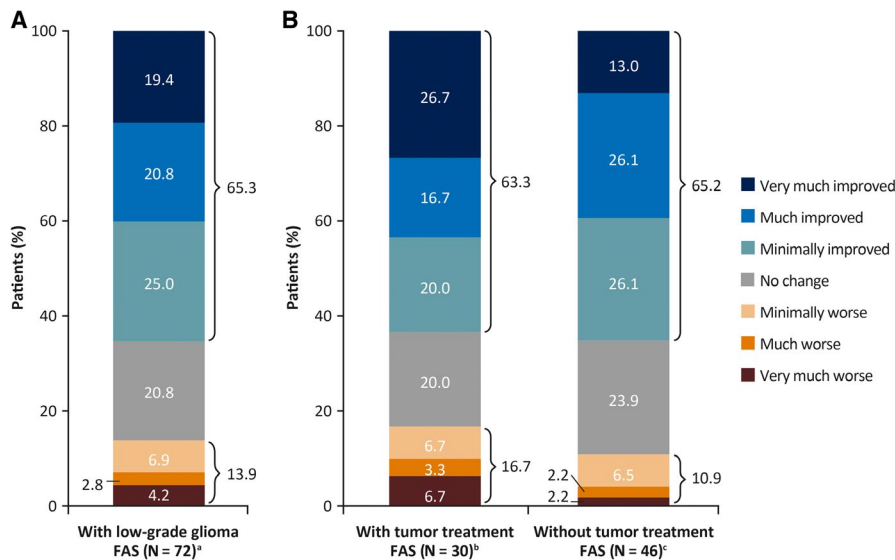 A
B
Patients (%)
100
80
60
40
20
0
19.4
20.8
25.0
20.8
6.9
2.8
4.2
65.3
13.9
With low-grade glioma
FAS (N = 72)ᵃ
Patients (%)
100
80
60
40
20
0
26.7
16.7
20.0
20.0
6.7
3.3
6.7
63.3
16.7
With tumor treatment
FAS (N = 30)ᵇ
13.0
26.1
26.1
23.9
6.5
2.2
2.2
65.2
10.9
Without tumor treatment
FAS (N = 46)ᶜ
Very much improved
Much improved
Minimally improved
No change
Minimally worse
Much worse
Very much worse